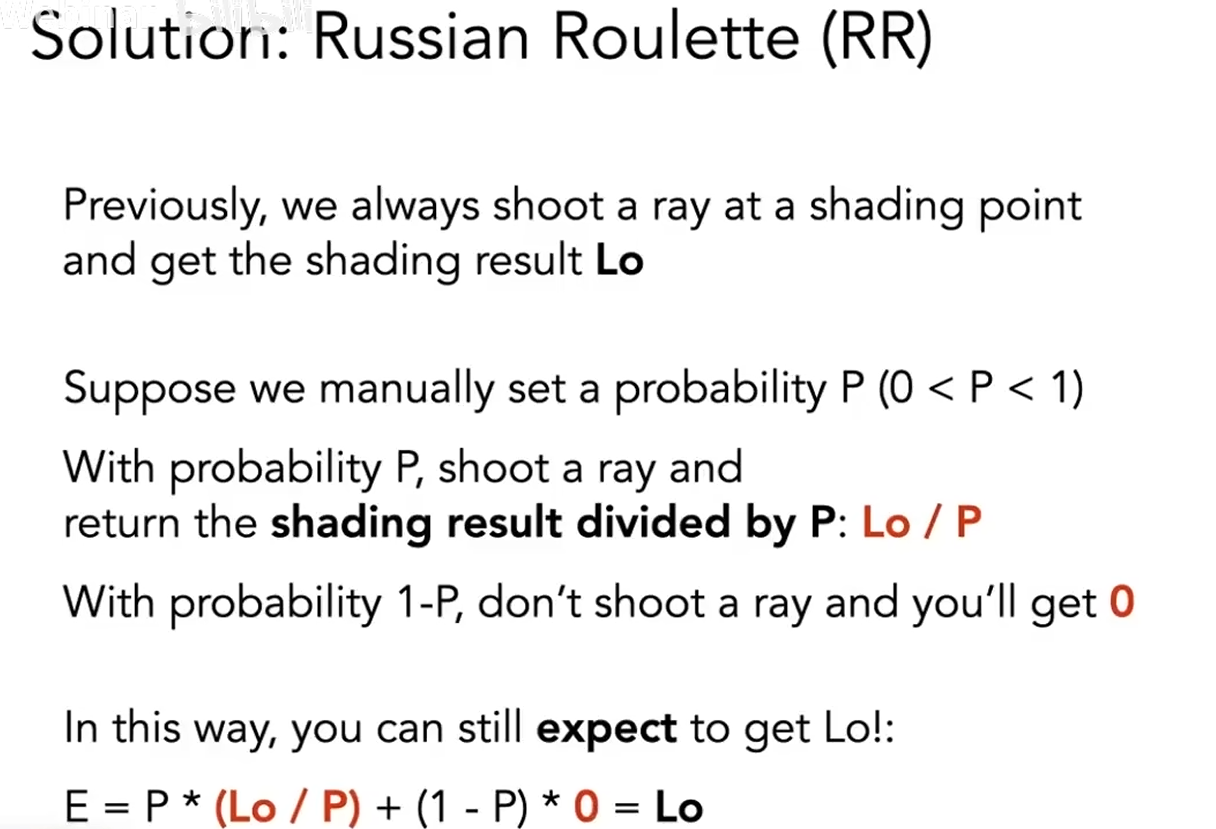 Solution: Russian Roulette (RR)
Previously, we always shoot a ray at a shading point
and get the shading result Lo
Suppose we manually set a probability P (0 < P < 1)
With probability P, shoot a ray and
return the shading result divided by P: Lo / P
With probability 1-P, don’t shoot a ray and you’ll get 0
In this way, you can still expect to get Lo!:
E = P * (Lo / P) + (1 - P) * 0 = Lo